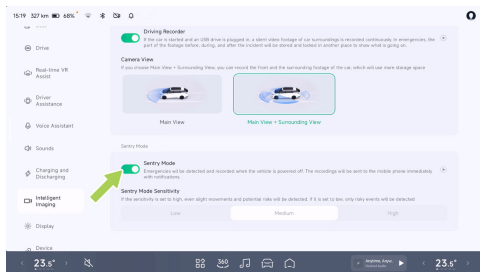 15:19 327 km 68%
Driving Recorder
If the car is started and an USB drive is plugged in, a silent video footage of car surroundings is recorded continuously in emergencies, the
part of the footage before, during, and after the incident will be stored and locked in another place to show what is going on.
Drive
Camera View
If you choose Main View + Surrounding View, you can record the front and the surrounding footage of the car, which will use more storage space
Real-time VR
Assist
Driver
Assistance
Main View
Main View + Surrounding View
Voice Assistant
Sounds
Sentry Mode
Sentry Mode
Emergencies will be detected and recorded when the vehicle is powered off. The recordings will be sent to the mobile phone immediately
with notifications.
Charging and
Discharging
Sentry Mode Sensitivity
If the sensitivity is set to high, even slight movements and potential risks will be detected. If it is set to low, only risky events will be detected
Intelligent
Imaging
Low
Medium
High
Display
Device
23.5°
360
23.5°